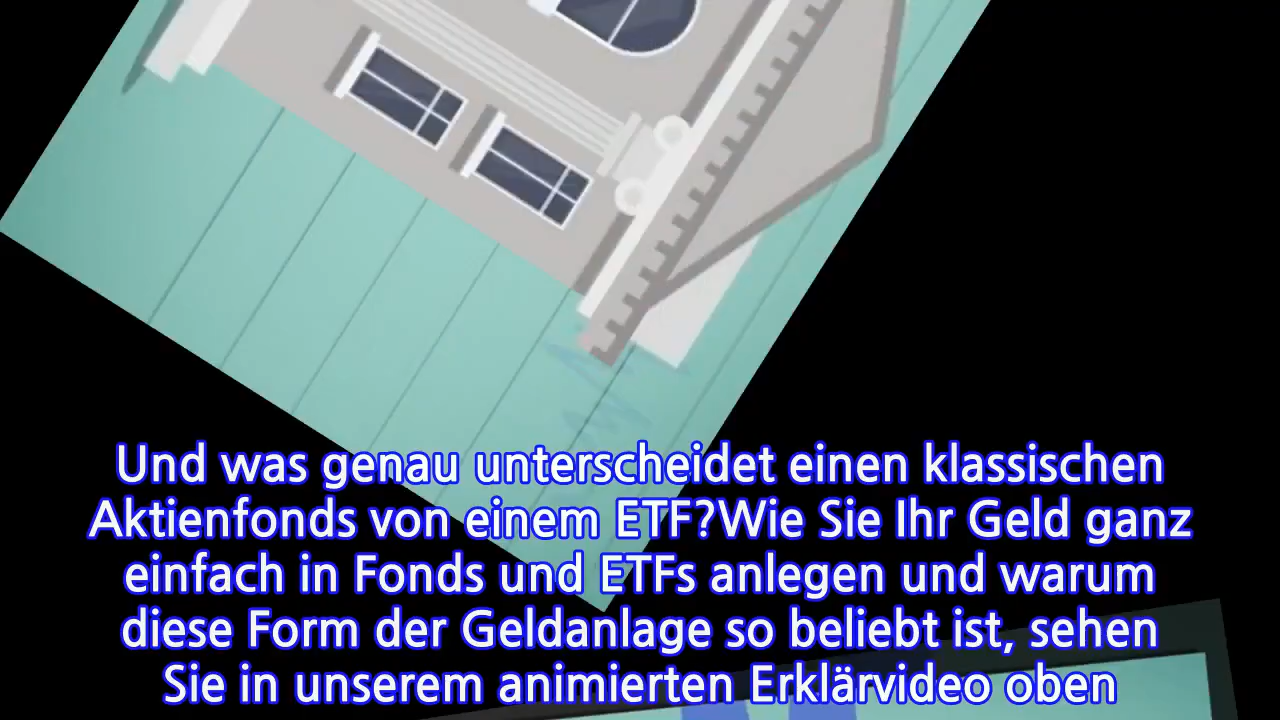 Und was genau unterscheidet einen klassischen
Aktienfonds von einem ETF?Wie Sie Ihr Geld ganz
einfach in Fonds und ETFs anlegen und warum
diese Form der Geldanlage so beliebt ist, sehen
Sie in unserem animierten Erklärvideo oben